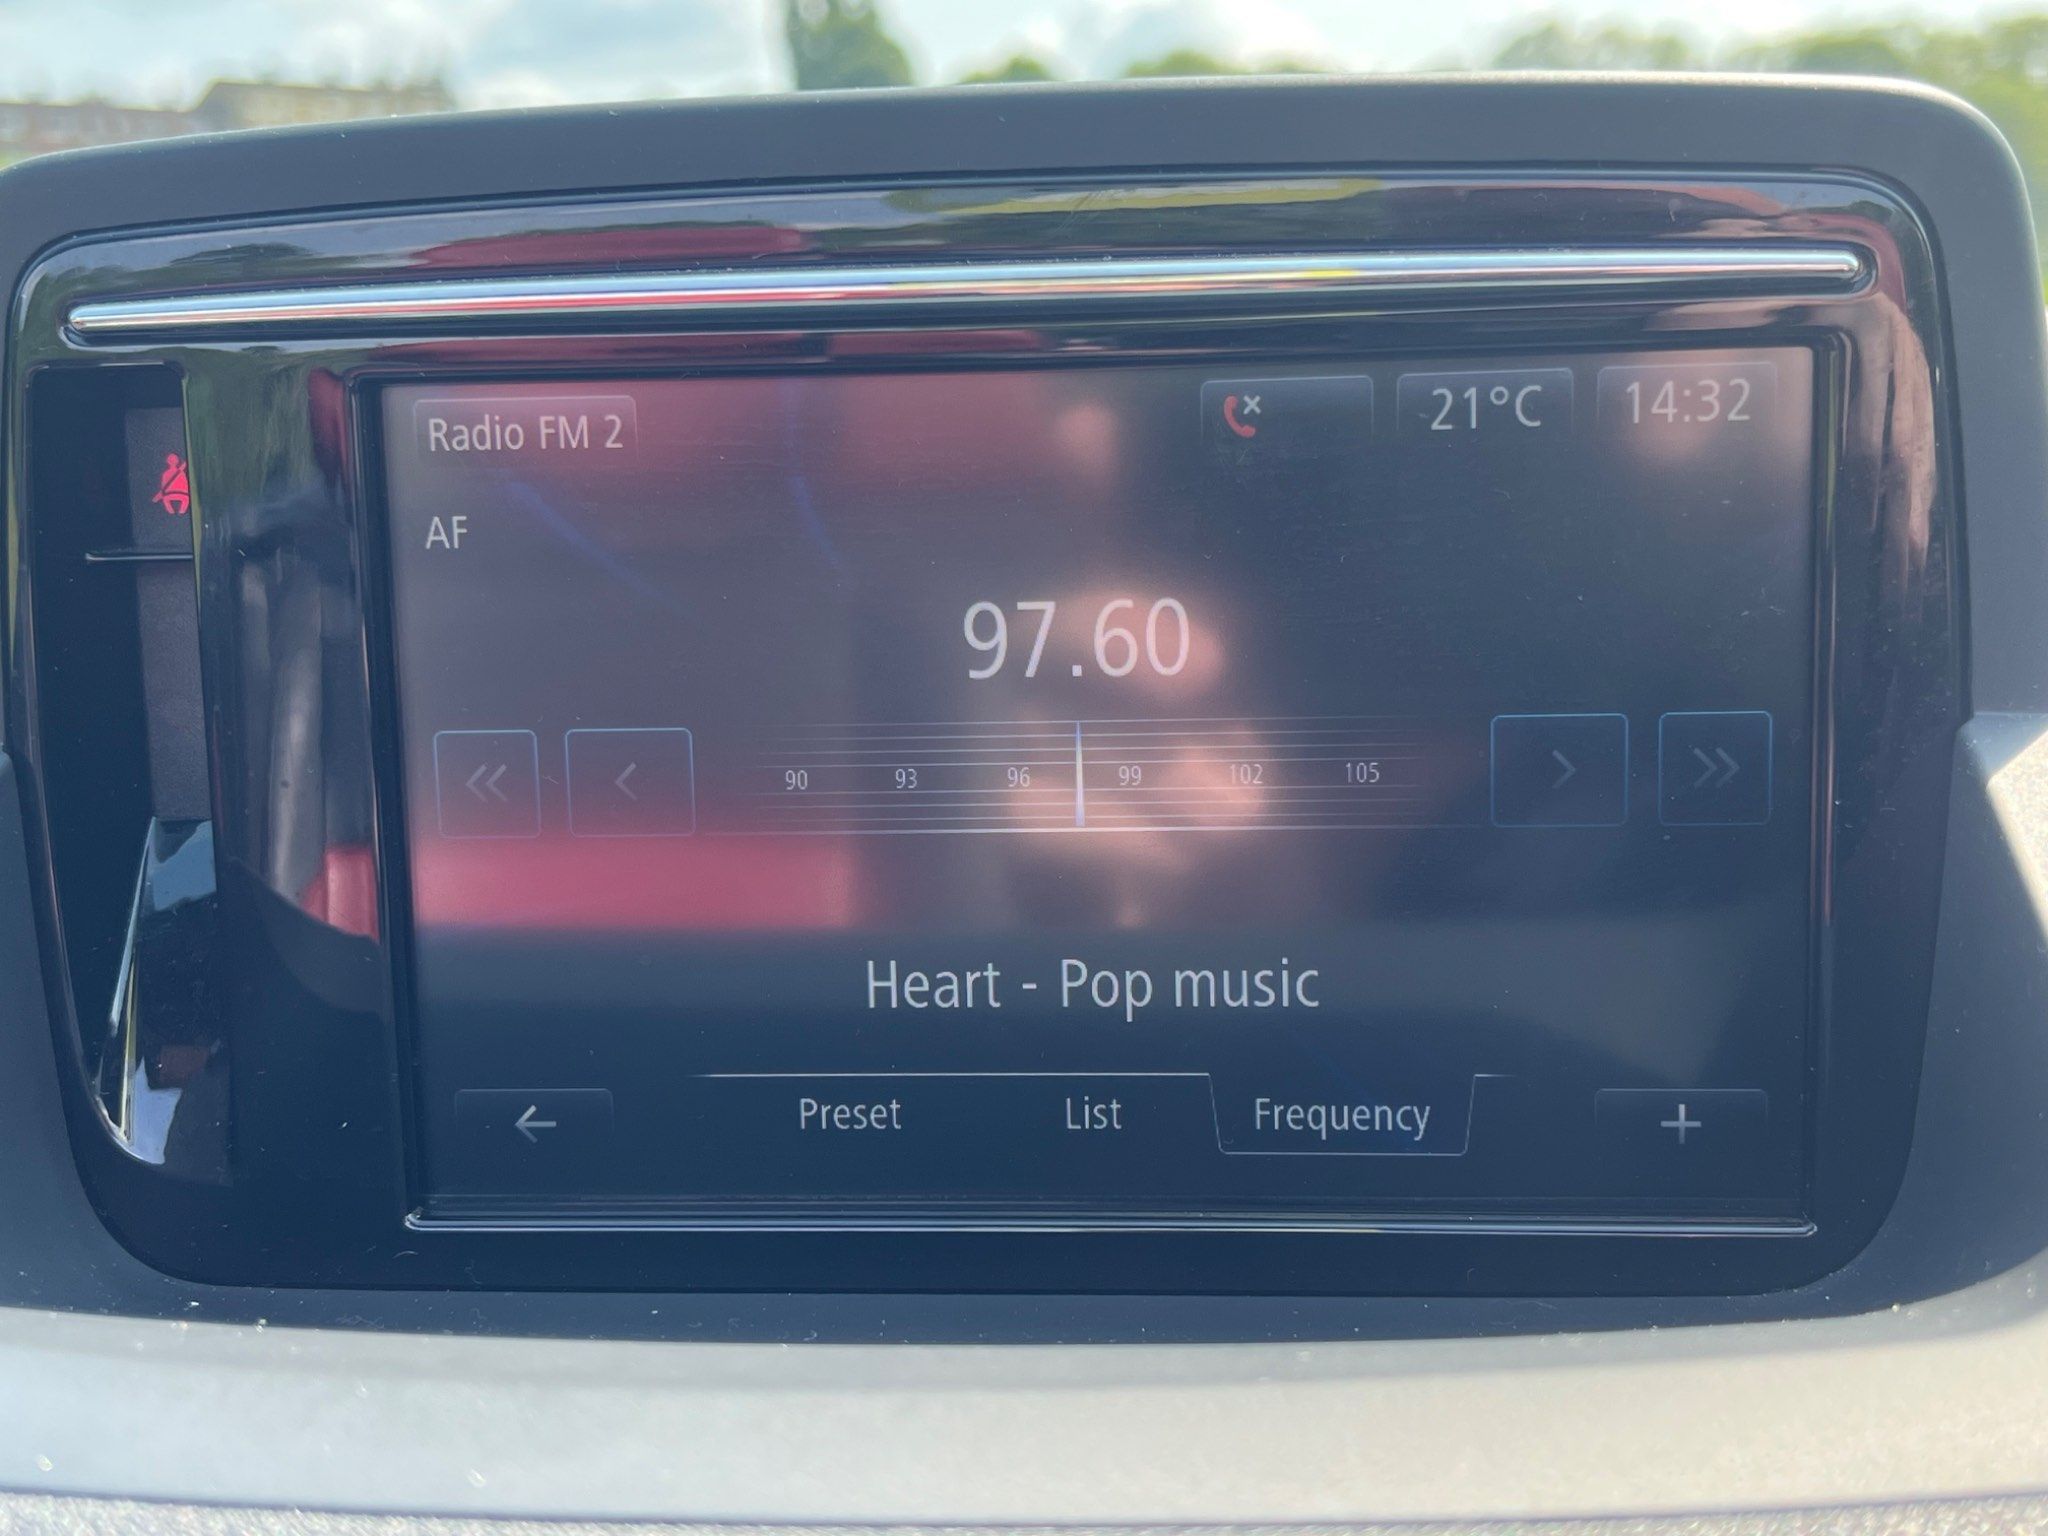 Radio FM 2
21°C
14:32
AF
97.60
90 93 96 99 102 105
Heart - Pop music
Preset List Frequency